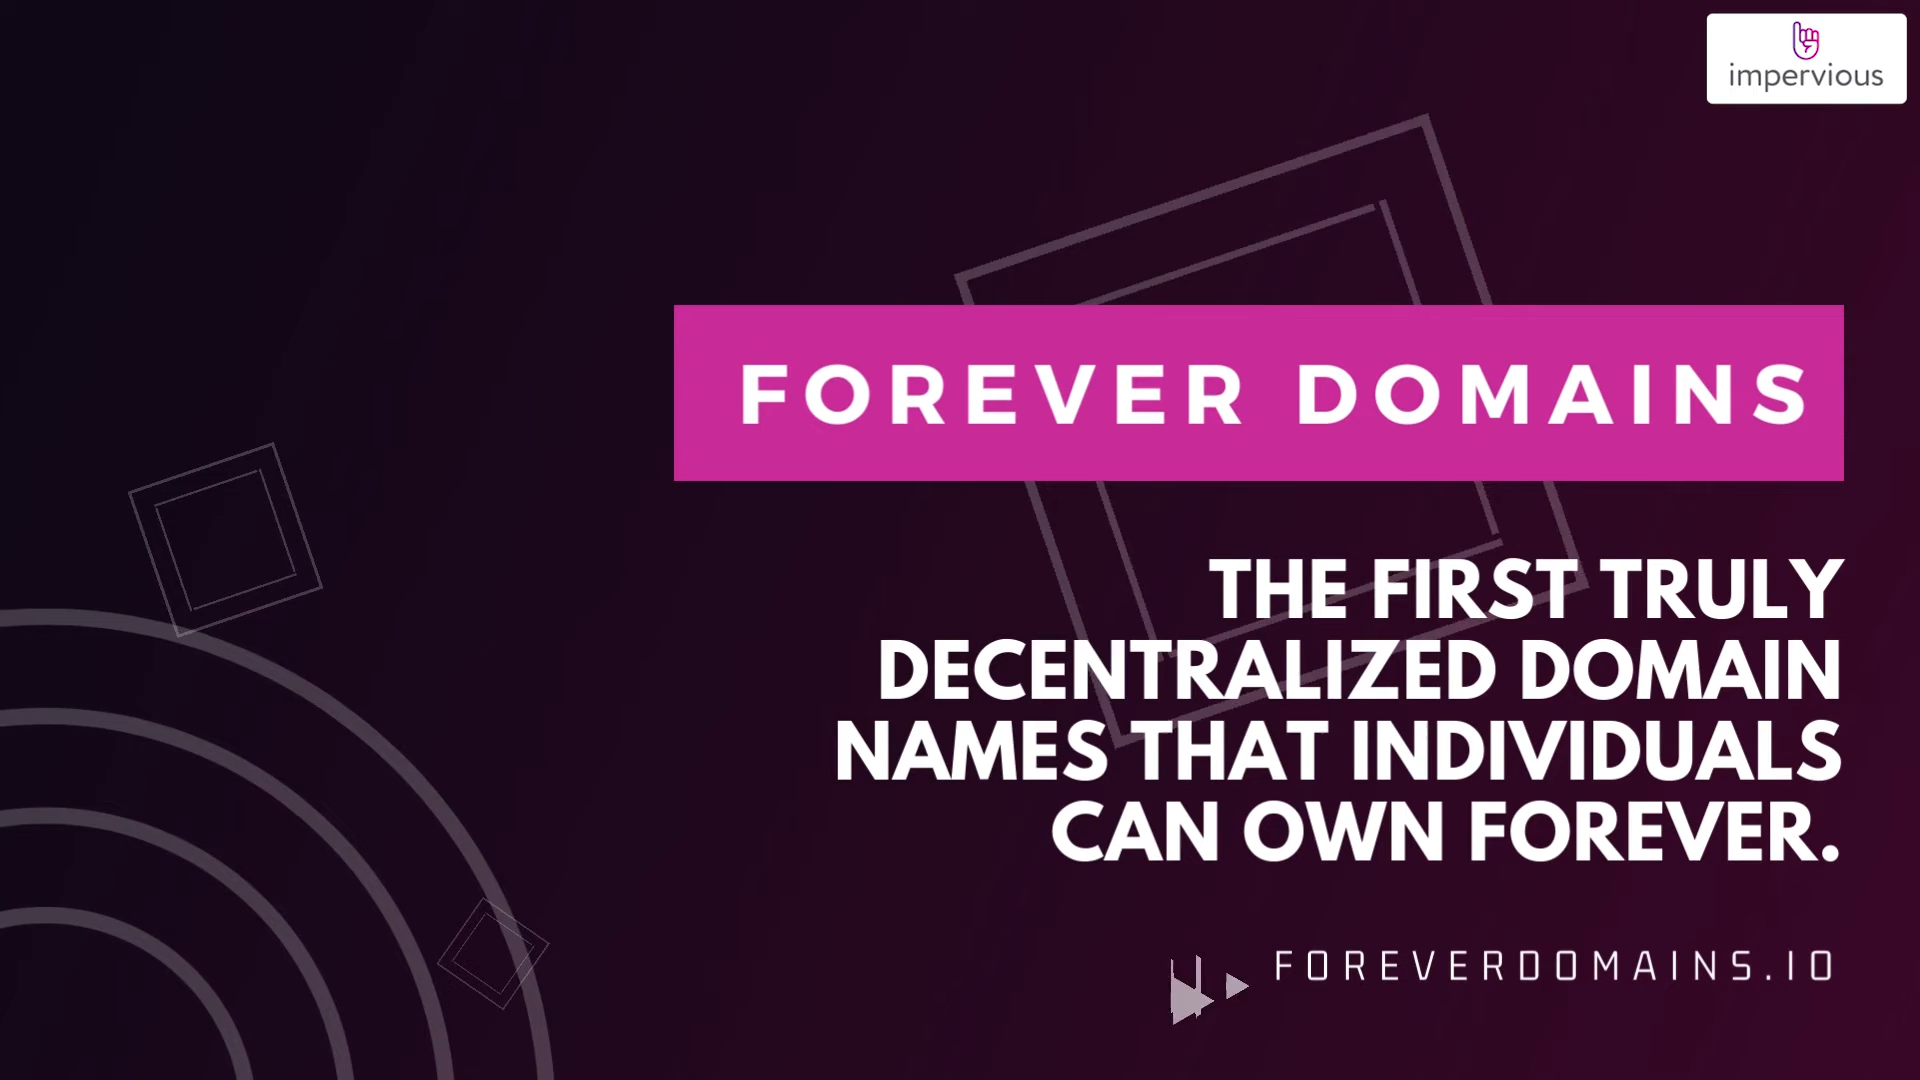 impervious
FOREVER DOMAINS
THE FIRST TRULY
DECENTRALIZED DOMAIN
NAMES THAT INDIVIDUALS
CAN OWN FOREVER.
FOREVERDOMAINS.IO